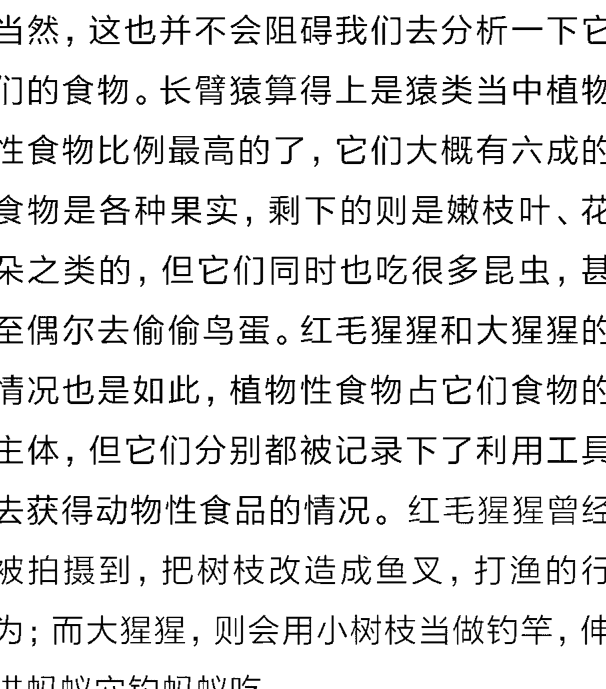 当然，这也并不会阻碍我们去分析一下它
们的食物。长臂猿算得上是猿类当中植物
性食物比例最高的了，它们大概有六成的
食物是各种果实，剩下的则是嫩枝叶、花
朵之类的，但它们同时也吃很多昆虫，甚
至偶尔去偷偷鸟蛋。红毛猩猩和大猩猩的
情况也是如此，植物性食物占它们食物的
主体，但它们分别都被记录下了利用工具
去获得动物性食品的情况。红毛猩猩曾经
被拍摄到，把树枝改造成鱼叉，打渔的行
为；而大猩猩，则会用小树枝当做钓竿，伸
进蚂蚁穴钓蚂蚁吃